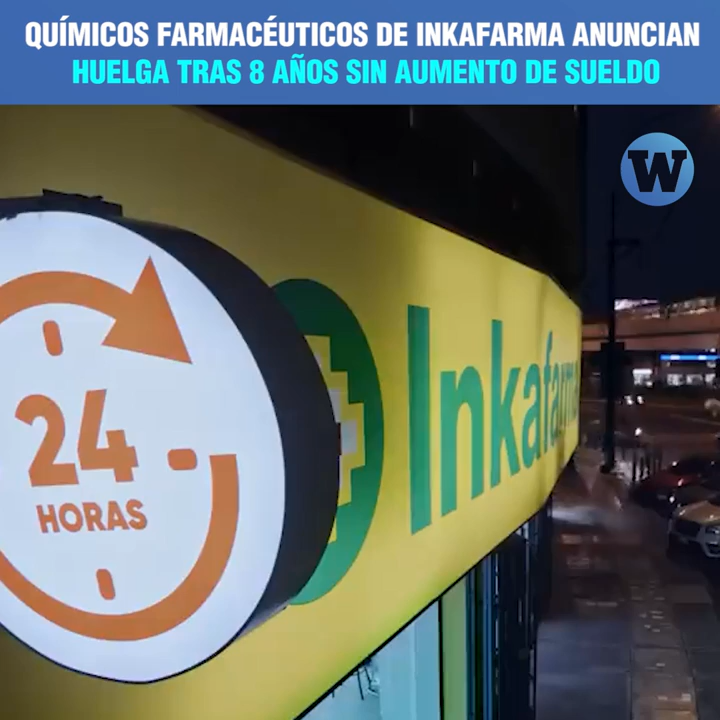 QUÍMICOS FARMACÉUTICOS DE INKAFARMA ANUNCIAN
HUELGA TRAS 8 AÑOS SIN AUMENTO DE SUELDO
W
24
HORAS
Inkafarma